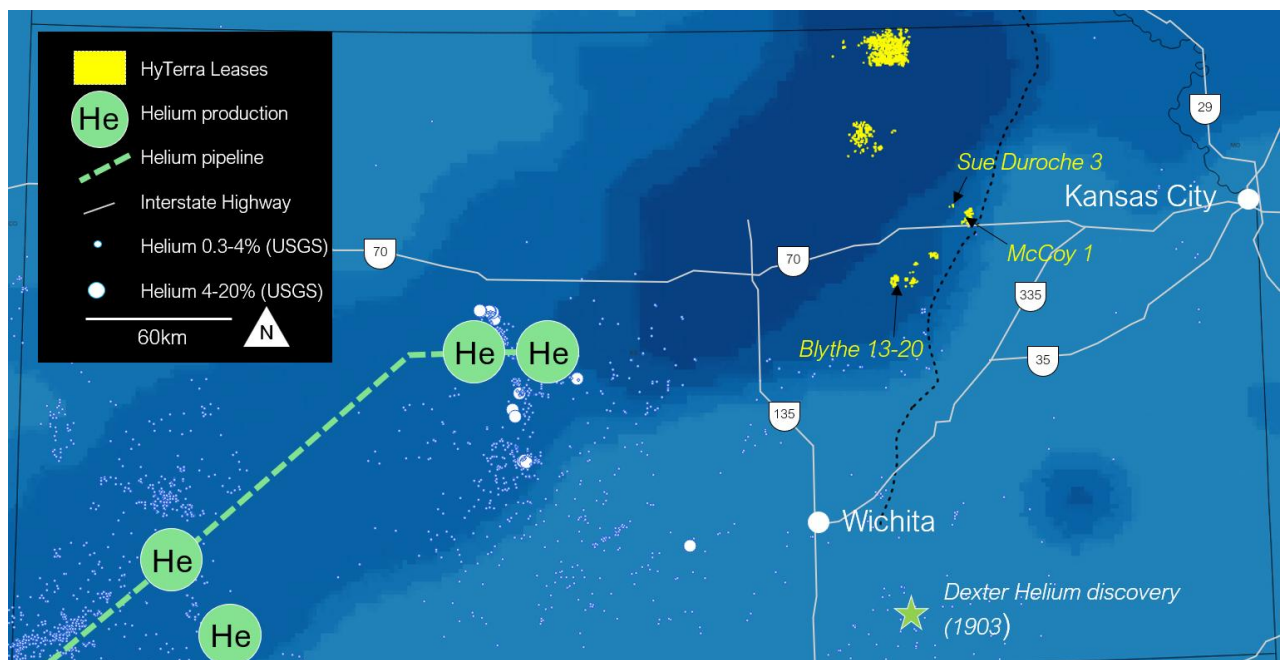 He
HyTerra Leases
Helium production
Helium pipeline
Interstate Highway
Helium 0.3-4% (USGS)
Helium 4-20% (USGS)
60km
N
29
Sue Duroche 3
Kansas City
70
70
McCoy 1
335
Blythe 13-20
He
He
35
135
Wichita
He
Dexter Helium discovery
(1903)
He